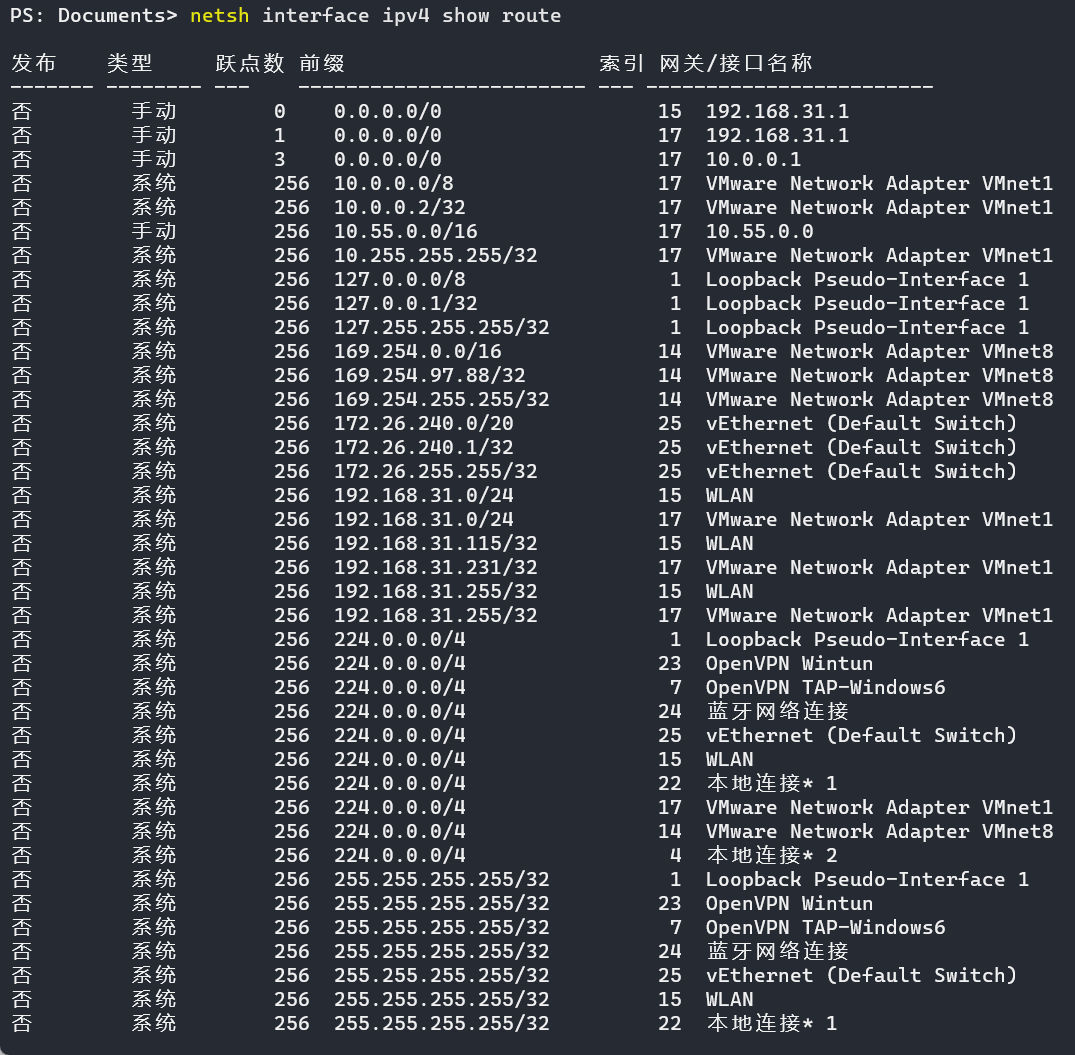 PS: Documents> netsh interface ipv4 show route
发布 类型 跃点数 前缀 索引 网关/接口名称
------- -------- --- ------------------------ --- ------------------------
否 手动 0 0.0.0.0/0 15 192.168.31.1
否 手动 1 0.0.0.0/0 17 192.168.31.1
否 手动 3 0.0.0.0/0 17 10.0.0.1
否 系统 256 10.0.0.0/8 17 VMware Network Adapter VMnet1
否 系统 256 10.0.0.2/32 17 VMware Network Adapter VMnet1
否 手动 256 10.55.0.0/16 17 10.55.0.0
否 系统 256 10.255.255.255/32 17 VMware Network Adapter VMnet1
否 系统 256 127.0.0.0/8 1 Loopback Pseudo-Interface 1
否 系统 256 127.0.0.1/32 1 Loopback Pseudo-Interface 1
否 系统 256 127.255.255.255/32 1 Loopback Pseudo-Interface 1
否 系统 256 169.254.0.0/16 14 VMware Network Adapter VMnet8
否 系统 256 169.254.97.88/32 14 VMware Network Adapter VMnet8
否 系统 256 169.254.255.255/32 14 VMware Network Adapter VMnet8
否 系统 256 172.26.240.0/20 25 vEthernet (Default Switch)
否 系统 256 172.26.240.1/32 25 vEthernet (Default Switch)
否 系统 256 172.26.255.255/32 25 vEthernet (Default Switch)
否 系统 256 192.168.31.0/24 15 WLAN
否 系统 256 192.168.31.0/24 17 VMware Network Adapter VMnet1
否 系统 256 192.168.31.115/32 15 WLAN
否 系统 256 192.168.31.231/32 17 VMware Network Adapter VMnet1
否 系统 256 192.168.31.255/32 15 WLAN
否 系统 256 192.168.31.255/32 17 VMware Network Adapter VMnet1
否 系统 256 224.0.0.0/4 1 Loopback Pseudo-Interface 1
否 系统 256 224.0.0.0/4 23 OpenVPN Wintun
否 系统 256 224.0.0.0/4 7 OpenVPN TAP-Windows6
否 系统 256 224.0.0.0/4 24 蓝牙网络连接
否 系统 256 224.0.0.0/4 25 vEthernet (Default Switch)
否 系统 256 224.0.0.0/4 15 WLAN
否 系统 256 224.0.0.0/4 22 本地连接* 1
否 系统 256 224.0.0.0/4 17 VMware Network Adapter VMnet1
否 系统 256 224.0.0.0/4 14 VMware Network Adapter VMnet8
否 系统 256 224.0.0.0/4 4 本地连接* 2
否 系统 256 255.255.255.255/32 1 Loopback Pseudo-Interface 1
否 系统 256 255.255.255.255/32 23 OpenVPN Wintun
否 系统 256 255.255.255.255/32 7 OpenVPN TAP-Windows6
否 系统 256 255.255.255.255/32 24 蓝牙网络连接
否 系统 256 255.255.255.255/32 25 vEthernet (Default Switch)
否 系统 256 255.255.255.255/32 15 WLAN
否 系统 256 255.255.255.255/32 22 本地连接* 1